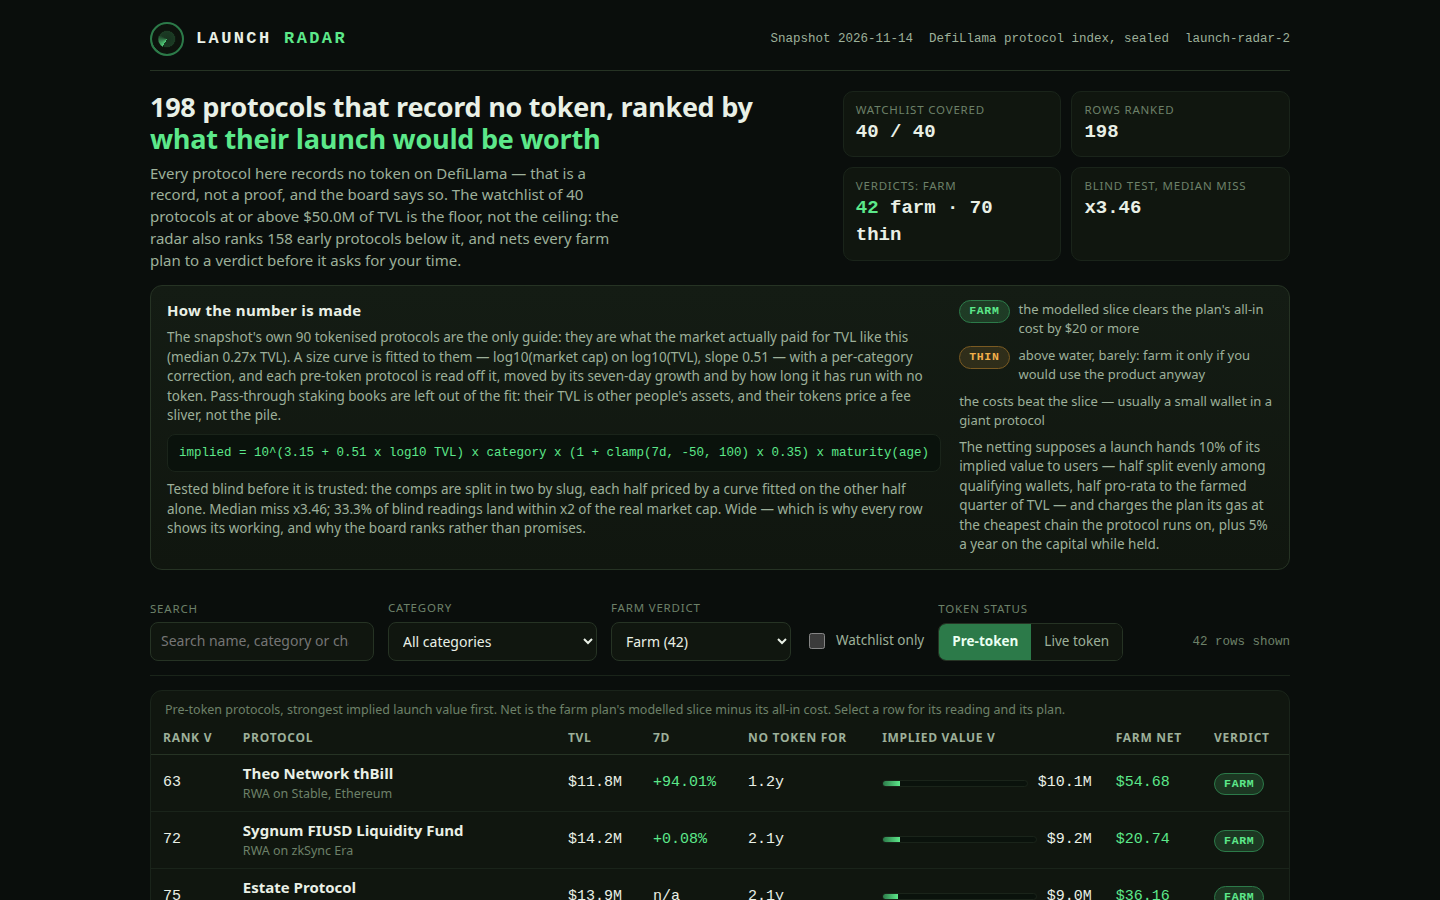 LAUNCH RADAR
Snapshot 2026-11-14 DefiLlama protocol index, sealed launch-radar-2
198 protocols that record no token, ranked by
what their launch would be worth
Every protocol here records no token on DefiLlama — that is a
record, not a proof, and the board says so. The watchlist of 40
protocols at or above $50.0M of TVL is the floor, not the ceiling: the
radar also ranks 158 early protocols below it, and nets every farm
plan to a verdict before it asks for your time.
WATCHLIST COVERED
40 / 40
ROWS RANKED
198
VERDICTS: FARM
42 farm · 70
thin
BLIND TEST, MEDIAN MISS
x3.46
How the number is made
The snapshot's own 90 tokenised protocols are the only guide: they are what the market actually paid for TVL like this
(median 0.27x TVL). A size curve is fitted to them — log10(market cap) on log10(TVL), slope 0.51 — with a per-category
correction, and each pre-token protocol is read off it, moved by its seven-day growth and by how long it has run with no
token. Pass-through staking books are left out of the fit: their TVL is other people's assets, and their tokens price a fee
sliver, not the pile.
implied = 10^(3.15 + 0.51 x log10 TVL) x category x (1 + clamp(7d, -50, 100) x 0.35) x maturity(age)
Tested blind before it is trusted: the comps are split in two by slug, each half priced by a curve fitted on the other half
alone. Median miss x3.46; 33.3% of blind readings land within x2 of the real market cap. Wide — which is why every row
shows its working, and why the board ranks rather than promises.
FARM the modelled slice clears the plan's all-in
cost by $20 or more
THIN above water, barely: farm it only if you
would use the product anyway
the costs beat the slice — usually a small wallet in a
giant protocol
The netting supposes a launch hands 10% of its
implied value to users — half split evenly among
qualifying wallets, half pro-rata to the farmed
quarter of TVL — and charges the plan its gas at
the cheapest chain the protocol runs on, plus 5%
a year on the capital while held.
SEARCH
Search name, category or ch
CATEGORY
All categories
FARM VERDICT
Farm (42)
Watchlist only
TOKEN STATUS
Pre-token Live token
42 rows shown
Pre-token protocols, strongest implied launch value first. Net is the farm plan's modelled slice minus its all-in cost. Select a row for its reading and its plan.
RANK V PROTOCOL TVL 7D NO TOKEN FOR IMPLIED VALUE V FARM NET VERDICT
63 Theo Network thBill $11.8M +94.01% 1.2y $10.1M $54.68 FARM
RWA on Stable, Ethereum
72 Sygnum FIUSD Liquidity Fund $14.2M +0.08% 2.1y $9.2M $20.74 FARM
RWA on zkSync Era
75 Estate Protocol $13.9M n/a 2.1y $9.0M $36.16 FARM